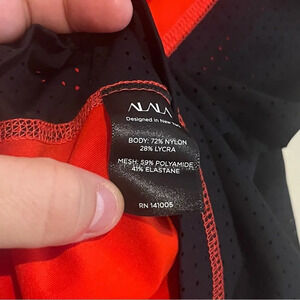 ALALA
Designed in New York
BODY: 72% NYLON
28% LYCRA
MESH: 59% POLYAMIDE
41% ELASTANE
RN 141005